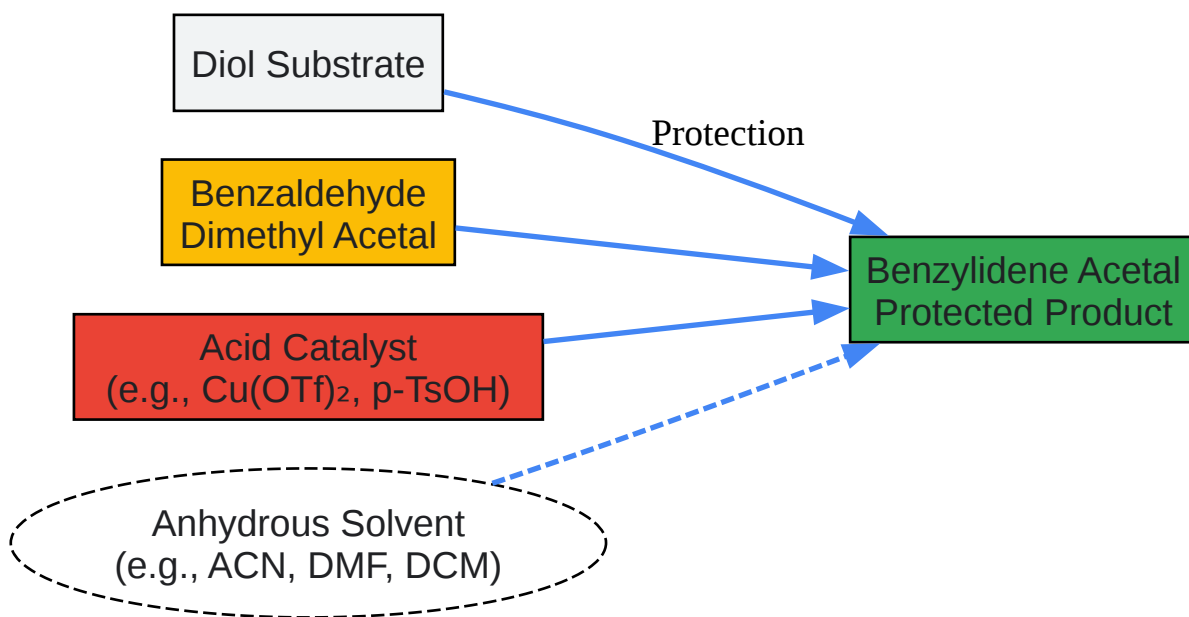 Diol Substrate
Protection
Benzaldehyde
Dimethyl Acetal
Benzylidene Acetal
Protected Product
Acid Catalyst
(e.g., Cu(OTf)₂, p-TsOH)
Anhydrous Solvent
(e.g., ACN, DMF, DCM)